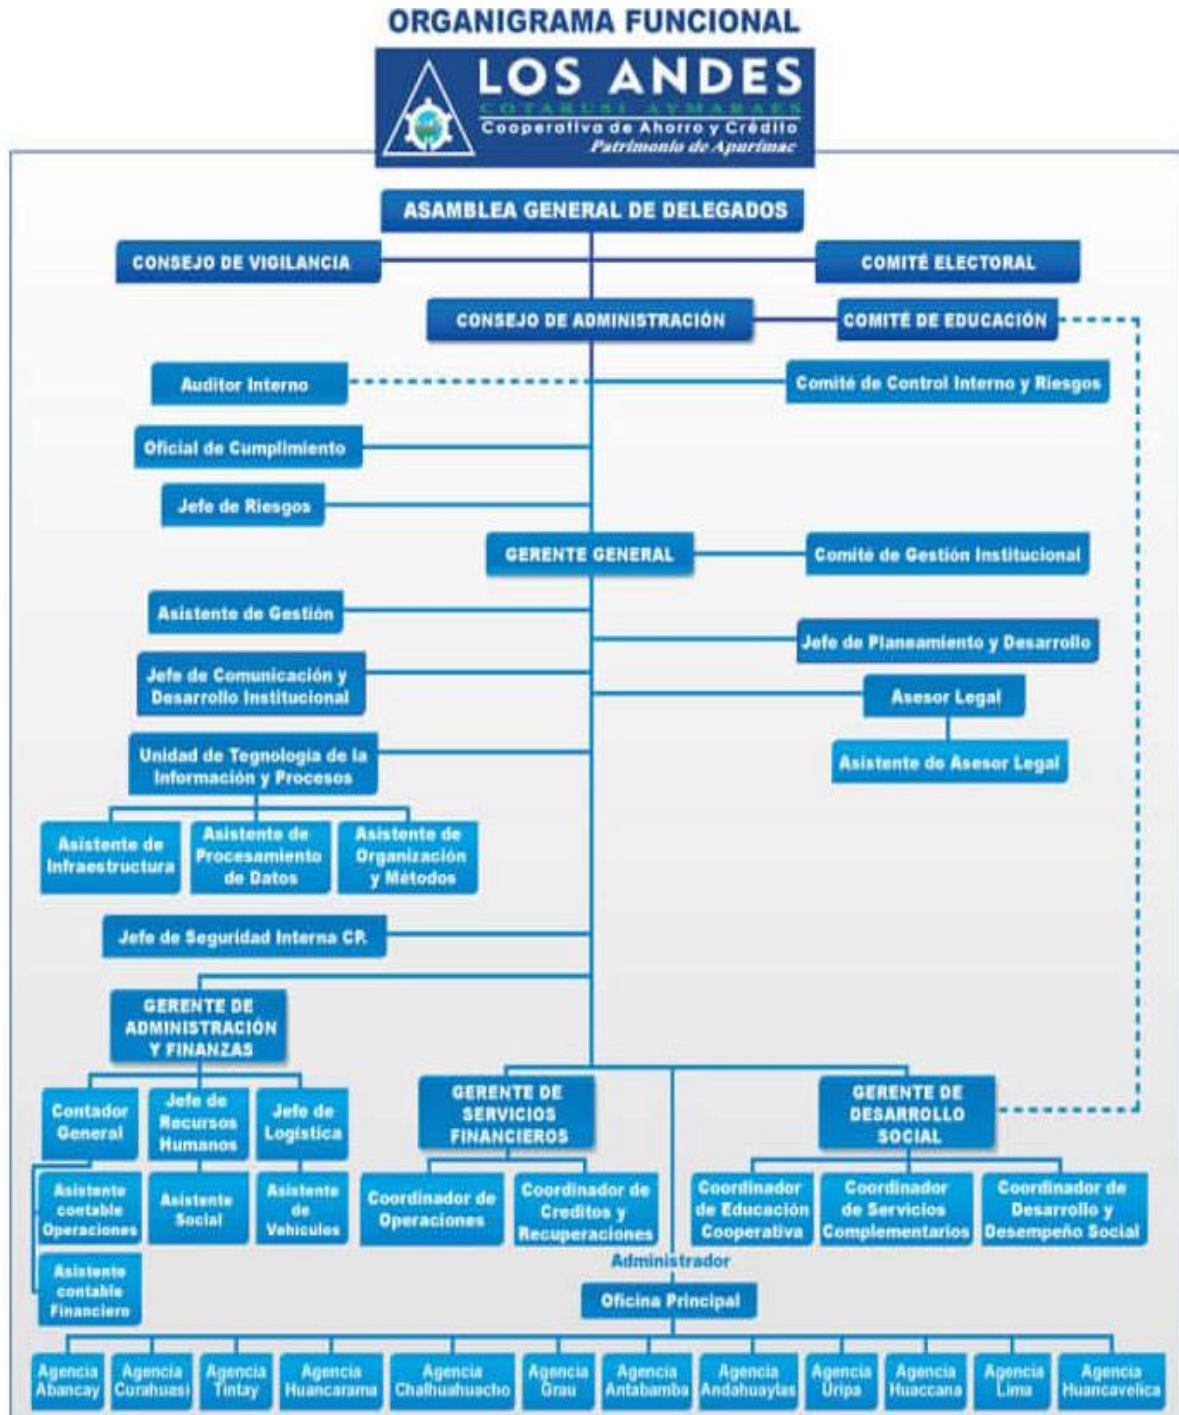 ORGANIGRAMA FUNCIONAL
LOS ANDES
COTARUSI AYMARAES
Cooperativa de Ahorro y Crédito
Patrimonio de Apurímac
ASAMBLEA GENERAL DE DELEGADOS
CONSEJO DE VIGILANCIA
COMITÉ ELECTORAL
CONSEJO DE ADMINISTRACIÓN
COMITÉ DE EDUCACIÓN
Auditor Interno
Comité de Control Interno y Riesgos
Oficial de Cumplimiento
Jefe de Riesgos
GERENTE GENERAL
Comité de Gestión Institucional
Asistente de Gestión
Jefe de Planeamiento y Desarrollo
Jefe de Comunicación y
Desarrollo Institucional
Asesor Legal
Unidad de Tegnología de la
Información y Procesos
Asistente de Asesor Legal
Asistente de
Infraestructura
Asistente de
Procesamiento
de Datos
Asistente de
Organización
y Métodos
Jefe de Seguridad Interna CP.
GERENTE DE
ADMINISTRACIÓN
Y FINANZAS
Contador
General
Jefe de
Recursos
Humanos
Jefe de
Logística
GERENTE DE
SERVICIOS
FINANCIEROS
GERENTE DE
DESARROLLO
SOCIAL
Asistente
contable
Operaciones
Asistente
Social
Asistente
de
Vehiculos
Coordinador de
Operaciones
Coordinador de
Creditos y
Recuperaciones
Coordinador
de Educación
Cooperativa
Coordinador
de Servicios
Complementarios
Coordinador de
Desarrollo y
Desempeño Social
Asistente
contable
Financiero
Administrador
Oficina Principal
Agencia
Abancay
Agencia
Curahuasi
Agencia
Tintay
Agencia
Huancarama
Agencia
Chalhuahuacho
Agencia
Grau
Agencia
Antabamba
Agencia
Andahuaylas
Agencia
Uripa
Agencia
Huaccana
Agencia
Lima
Agencia
Huancavelica